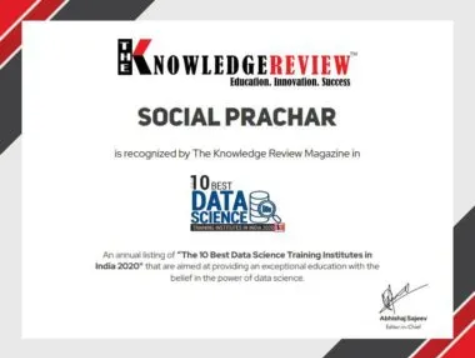 THE KNOWLEDGEREVIEW™
Education. Innovation. Success
SOCIAL PRACHAR
is recognized by The Knowledge Review Magazine in
10 BEST
DATA
SCIENCE
TRAINING INSTITUTES IN INDIA 2020
An annual listing of "The 10 Best Data Science Training Institutes in
India 2020" that are aimed at providing an exceptional education with the
belief in the power of data science.
Abhishaj Sajeev
Editor-in-Chief